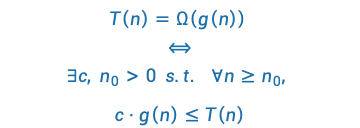 T(n) = Ω(g(n))
⇔
∃c, n₀ > 0 s.t. ∀n ≥ n₀,
c · g(n) ≤ T(n)